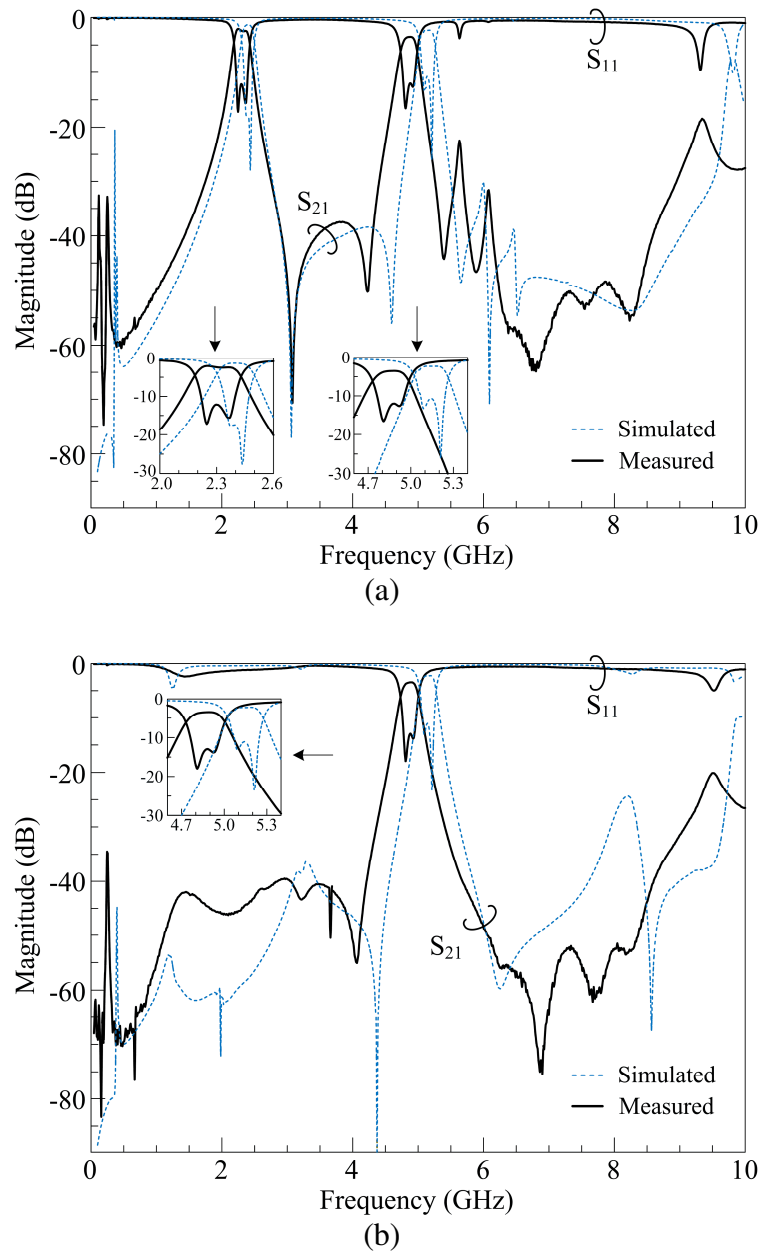 0
-20
-40
-60
-80
Magnitude (dB)
S11
S21
0
-10
-20
-30
2.0 2.3 2.6
0
-10
-20
-30
4.7 5.0 5.3
Simulated
Measured
0 2 4 6 8 10
Frequency (GHz)
(a)
0
-20
-40
-60
-80
Magnitude (dB)
S11
0
-10
-20
-30
4.7 5.0 5.3
S21
Simulated
Measured
0 2 4 6 8 10
Frequency (GHz)
(b)